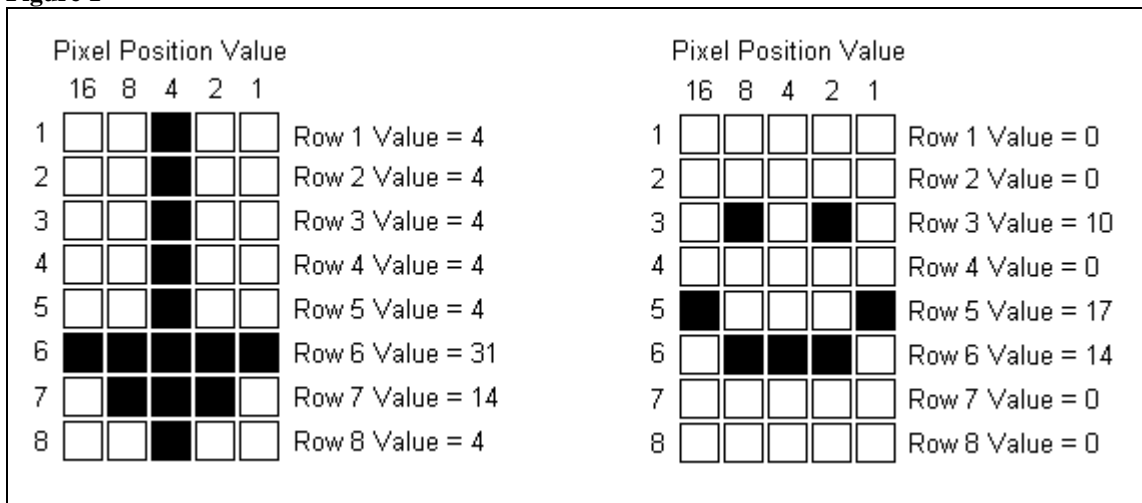 Pixel Position Value
16 8 4 2 1
1 Row 1 Value = 4
2 Row 2 Value = 4
3 Row 3 Value = 4
4 Row 4 Value = 4
5 Row 5 Value = 4
6 Row 6 Value = 31
7 Row 7 Value = 14
8 Row 8 Value = 4
Pixel Position Value
16 8 4 2 1
1 Row 1 Value = 0
2 Row 2 Value = 0
3 Row 3 Value = 10
4 Row 4 Value = 0
5 Row 5 Value = 17
6 Row 6 Value = 14
7 Row 7 Value = 0
8 Row 8 Value = 0